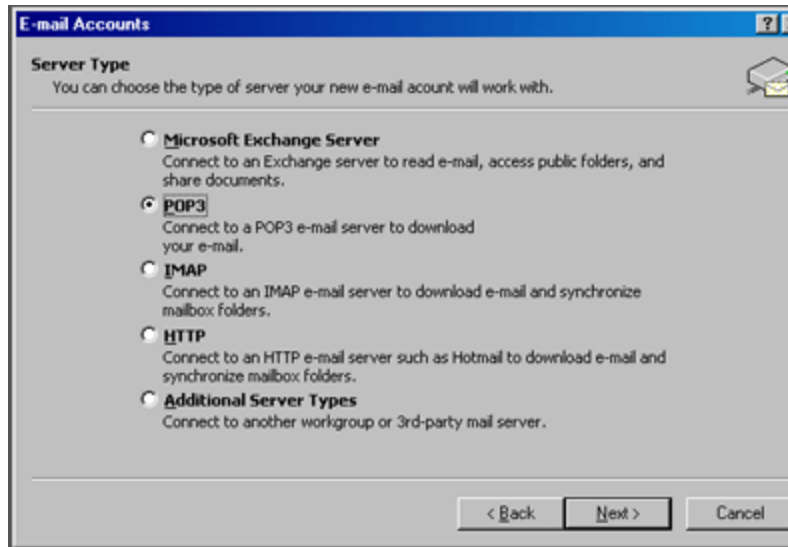 E-mail Accounts
Server Type
You can choose the type of server your new e-mail acount will work with.
Microsoft Exchange Server
Connect to an Exchange server to read e-mail, access public folders, and
share documents.
POP3
Connect to a POP3 e-mail server to download
your e-mail.
IMAP
Connect to an IMAP e-mail server to download e-mail and synchronize
mailbox folders.
HTTP
Connect to an HTTP e-mail server such as Hotmail to download e-mail and
synchronize mailbox folders.
Additional Server Types
Connect to another workgroup or 3rd-party mail server.
< Back Next > Cancel